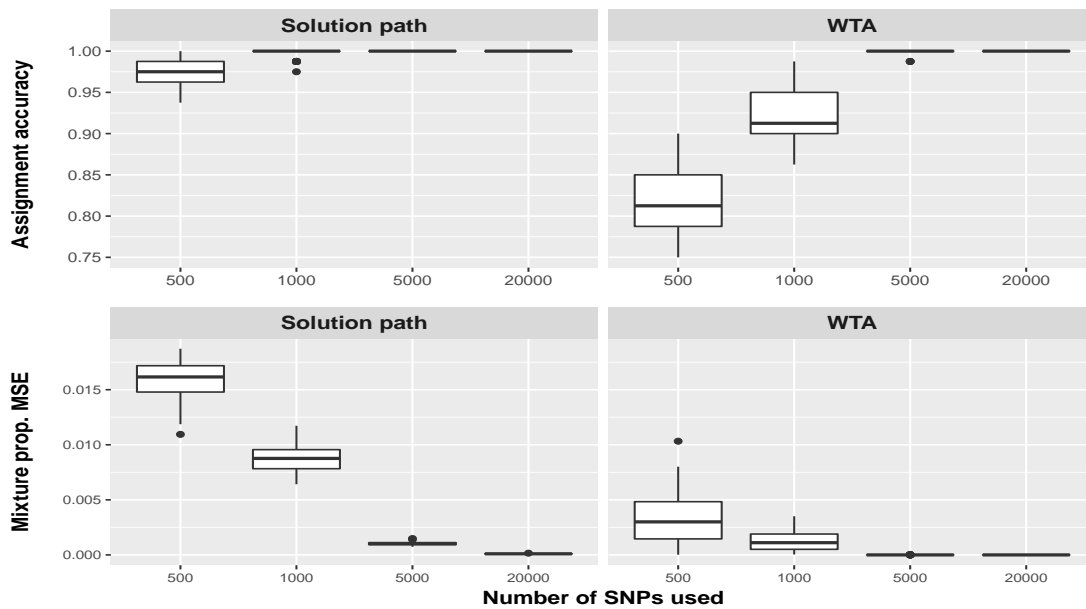 Solution path WTA
Assignment accuracy
1.00
0.95
0.90
0.85
0.80
0.75
500 1000 5000 20000 500 1000 5000 20000
Solution path WTA
Mixture prop. MSE
0.015
0.010
0.005
0.000
500 1000 5000 20000 500 1000 5000 20000
Number of SNPs used